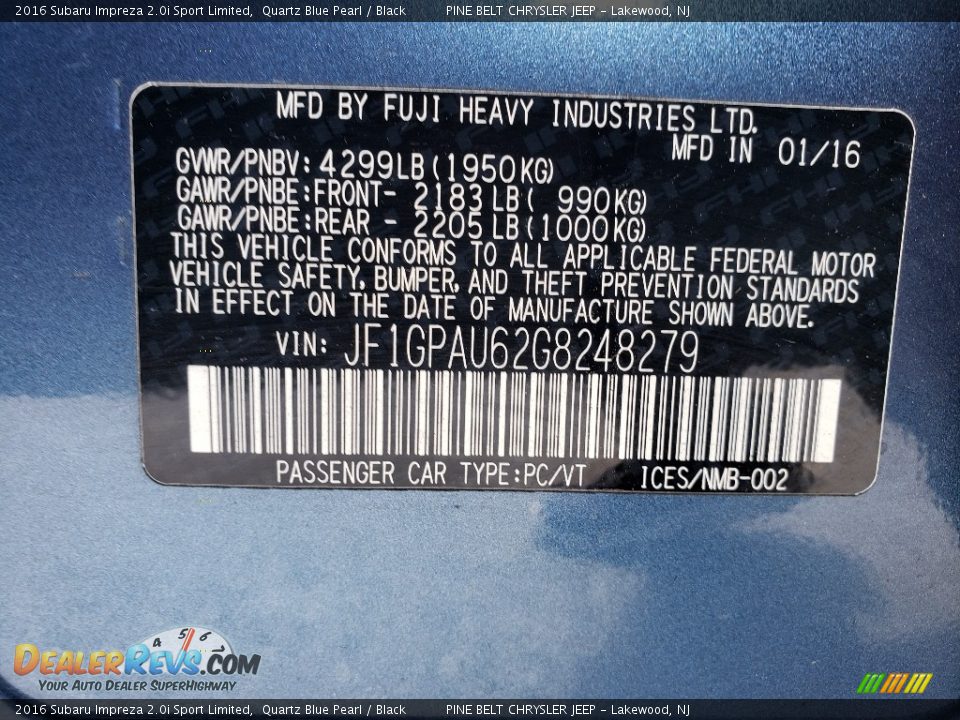 2016 Subaru Impreza 2.0i Sport Limited, Quartz Blue Pearl / Black PINE BELT CHRYSLER JEEP - Lakewood, NJ
MFD BY FUJI HEAVY INDUSTRIES LTD.
MFD IN 01/16
GVWR/PNBV: 4299LB(1950KG)
GAWR/PNBE:FRONT- 2183LB( 990KG)
GAWR/PNBE:REAR - 2205LB(1000KG)
THIS VEHICLE CONFORMS TO ALL APPLICABLE FEDERAL MOTOR
VEHICLE SAFETY, BUMPER, AND THEFT PREVENTION STANDARDS
IN EFFECT ON THE DATE OF MANUFACTURE SHOWN ABOVE.
VIN: JF1GPAU62G8248279
PASSENGER CAR TYPE:PC/VT ICES/NMB-002
4 5 6 7
DEALERREVS.COM
YOUR AUTO DEALER SUPERHIGHWAY
2016 Subaru Impreza 2.0i Sport Limited, Quartz Blue Pearl / Black PINE BELT CHRYSLER JEEP - Lakewood, NJ